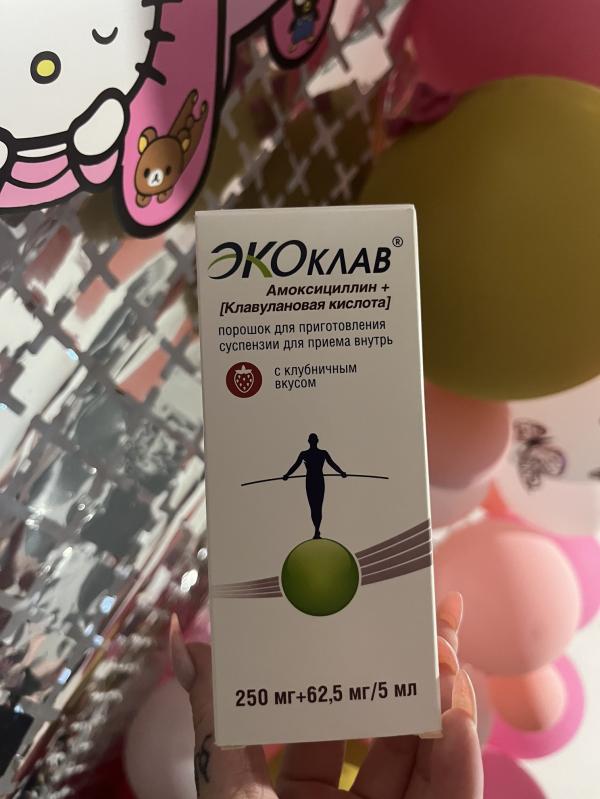 ЭКОКЛАВ®
Амоксициллин +
[Клавулановая кислота]
порошок для приготовления
суспензии для приема внутрь
с клубничным
вкусом
250 мг+62,5 мг/5 мл